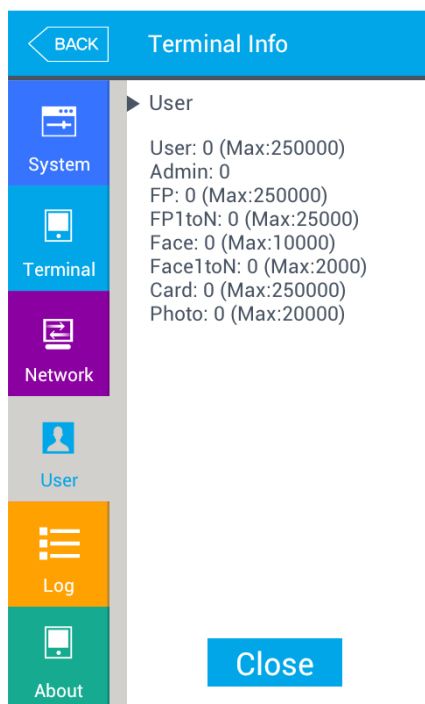 BACK
Terminal Info
System
Terminal
Network
User
Log
About
User
User: 0 (Max:250000)
Admin: 0
FP: 0 (Max:250000)
FP1toN: 0 (Max:25000)
Face: 0 (Max:10000)
Face1toN: 0 (Max:2000)
Card: 0 (Max:250000)
Photo: 0 (Max:20000)
Close